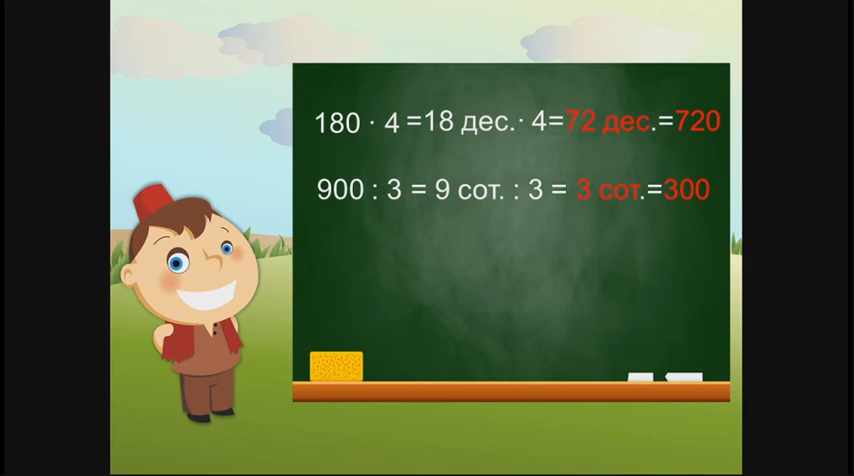 180 · 4 =18 дес.· 4=72 дес.=720
900 : 3 = 9 сот. : 3 = 3 сот.=300